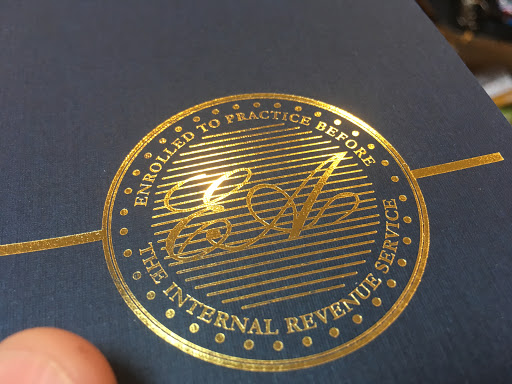 ENROLLED TO PRACTICE BEFORE
EA
THE INTERNAL REVENUE SERVICE